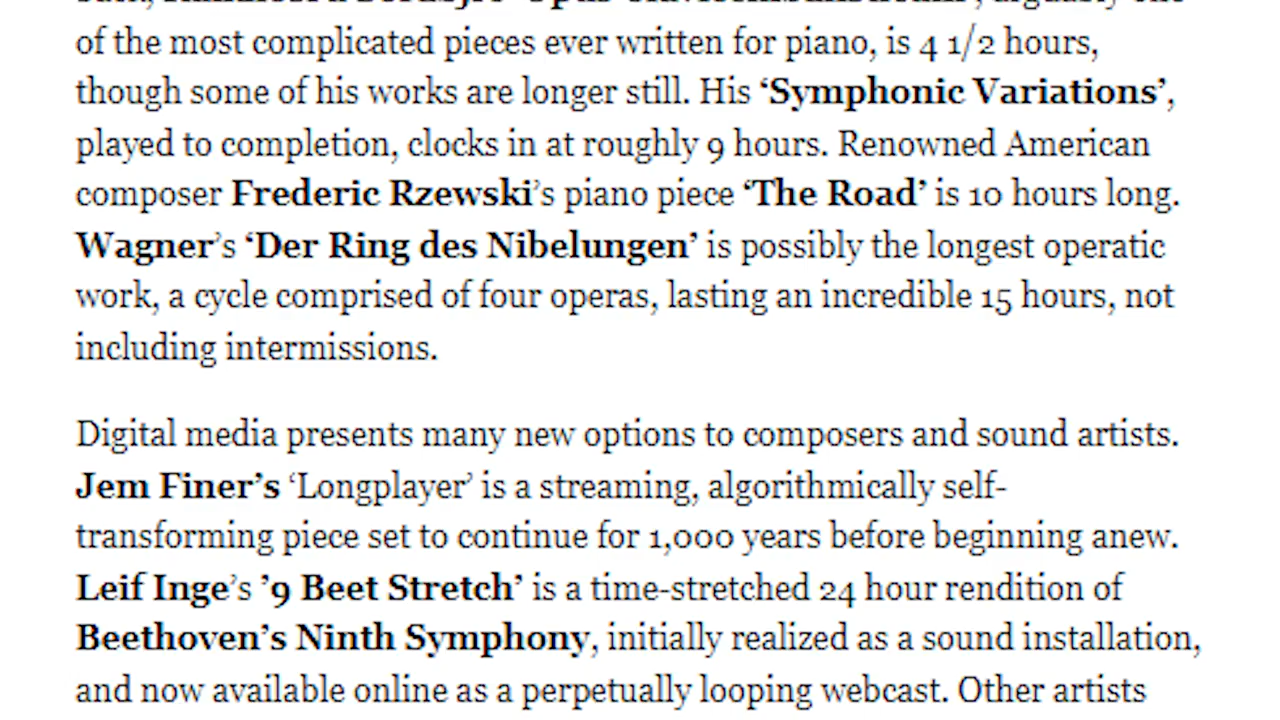 of the most complicated pieces ever written for piano, is 4 1/2 hours,
though some of his works are longer still. His ‘Symphonic Variations’,
played to completion, clocks in at roughly 9 hours. Renowned American
composer Frederic Rzewski’s piano piece ‘The Road’ is 10 hours long.
Wagner’s ‘Der Ring des Nibelungen’ is possibly the longest operatic
work, a cycle comprised of four operas, lasting an incredible 15 hours, not
including intermissions.
Digital media presents many new options to composers and sound artists.
Jem Finer’s ‘Longplayer’ is a streaming, algorithmically self-
transforming piece set to continue for 1,000 years before beginning anew.
Leif Inge’s ’9 Beet Stretch’ is a time-stretched 24 hour rendition of
Beethoven’s Ninth Symphony, initially realized as a sound installation,
and now available online as a perpetually looping webcast. Other artists